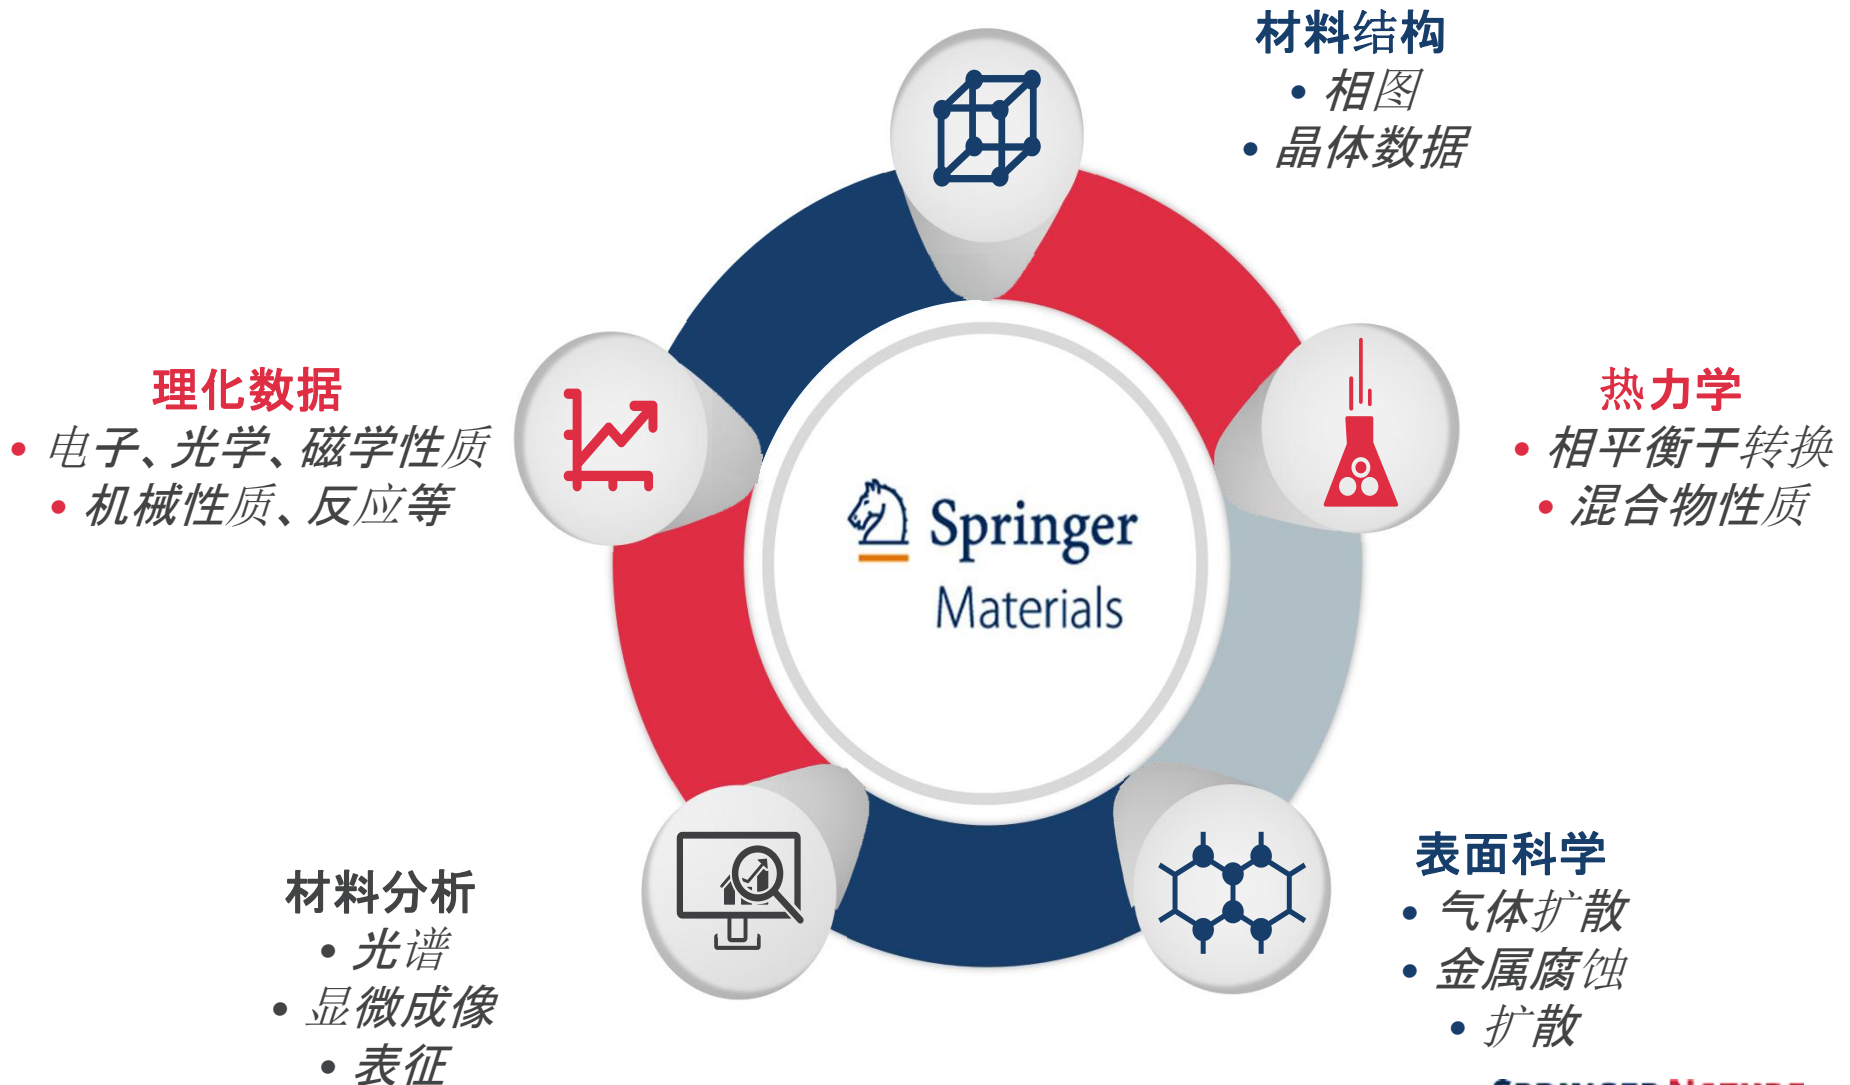 材料结构
• 相图
• 晶体数据
理化数据
• 电子、光学、磁学性质
• 机械性质、反应等
热力学
• 相平衡于转换
• 混合物性质
Springer
Materials
材料分析
• 光谱
• 显微成像
• 表征
表面科学
• 气体扩散
• 金属腐蚀
• 扩散
SPRINGER NATURE